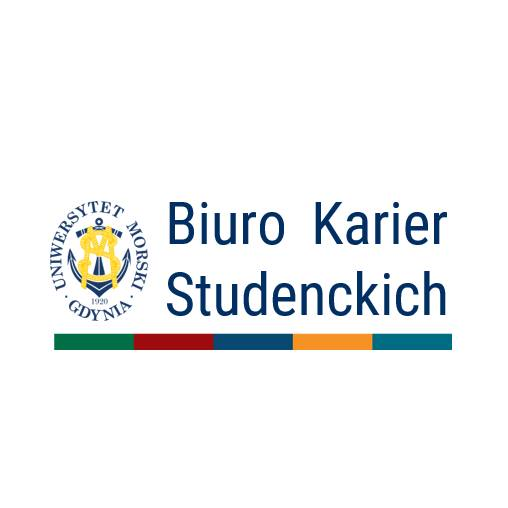 UNIWERSYTET MORSKI
· GDYNIA ·
1920
Biuro Karier
Studenckich